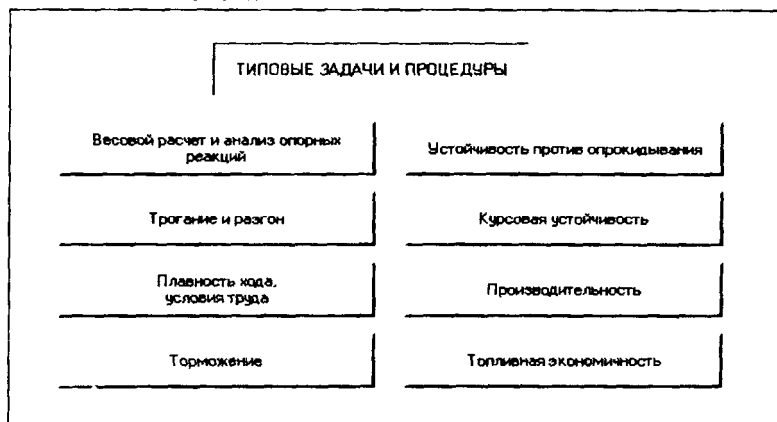 ТИПОВЫЕ ЗАДАЧИ И ПРОЦЕДУРЫ
Весовой расчет и анализ опорных
реакций
Устойчивость против опрокидывания
Трогание и разгон
Курсовая устойчивость
Плавность хода,
условия труда
Производительность
Торможение
Топливная экономичность